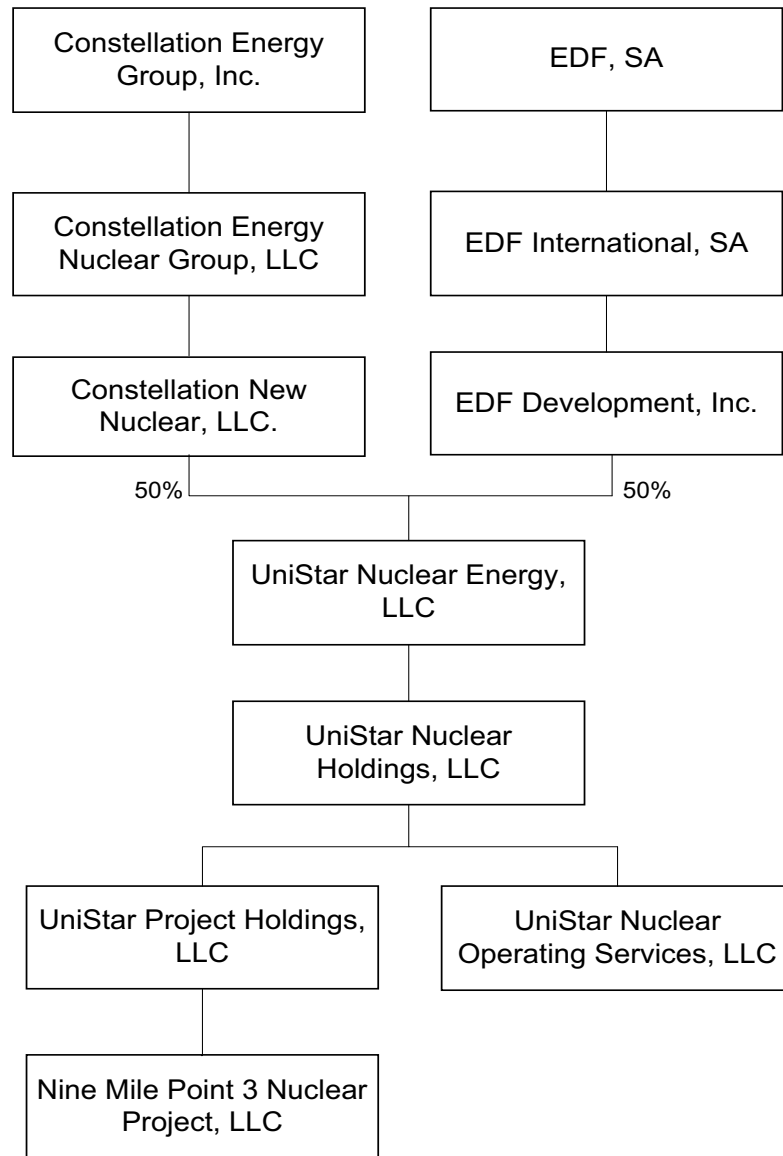 Constellation Energy
Group, Inc.
EDF, SA
Constellation Energy
Nuclear Group, LLC
EDF International, SA
Constellation New
Nuclear, LLC.
EDF Development, Inc.
50%
50%
UniStar Nuclear Energy,
LLC
UniStar Nuclear
Holdings, LLC
UniStar Project Holdings,
LLC
UniStar Nuclear
Operating Services, LLC
Nine Mile Point 3 Nuclear
Project, LLC